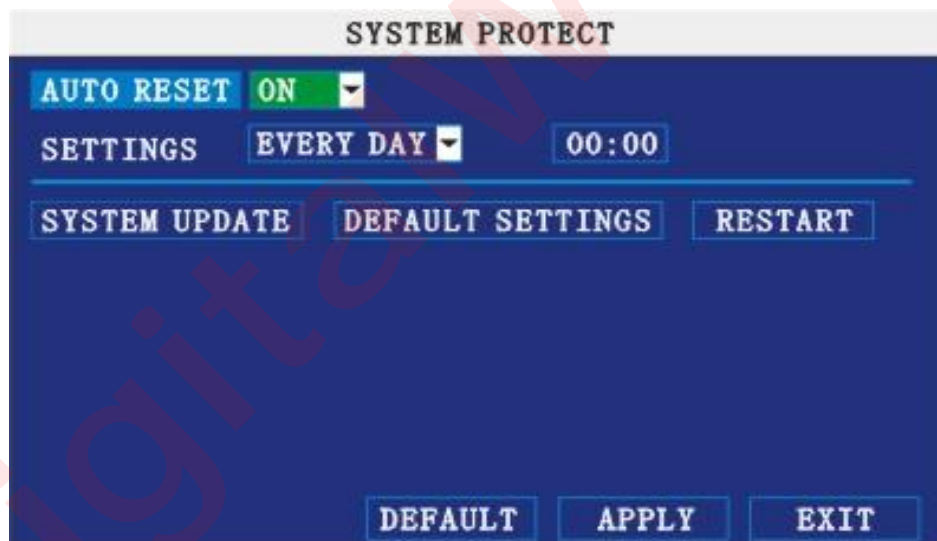 SYSTEM PROTECT
AUTO RESET ON
SETTINGS EVERY DAY 00:00
SYSTEM UPDATE DEFAULT SETTINGS RESTART
DEFAULT APPLY EXIT